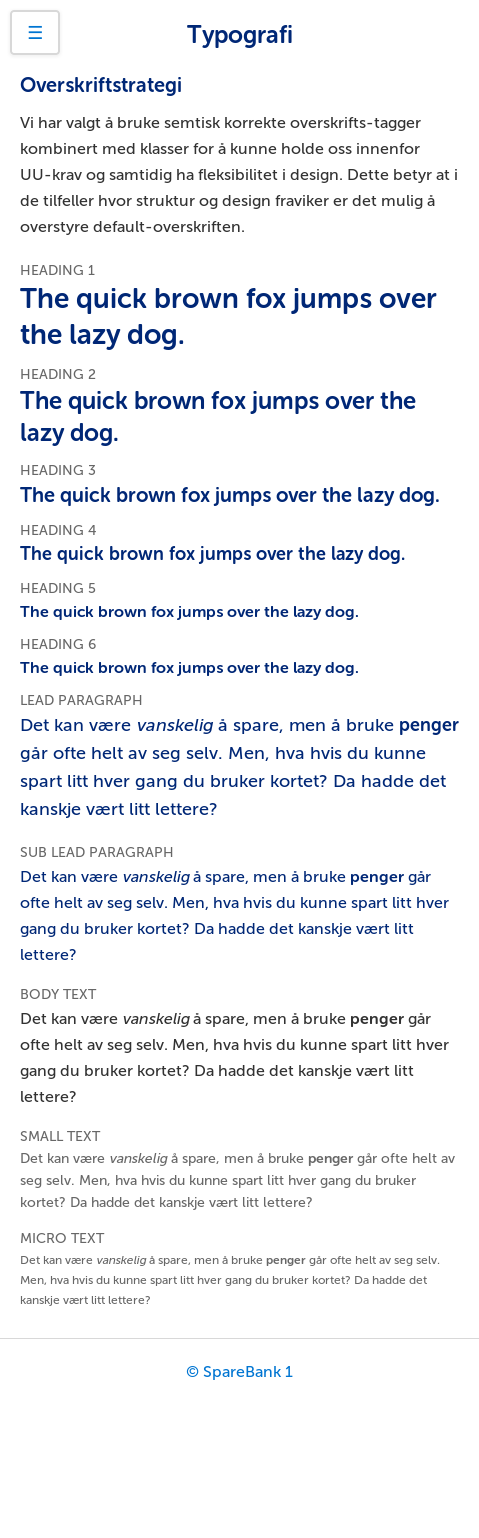 ☰
Typografi
Overskriftstrategi
Vi har valgt å bruke semtisk korrekte overskrifts-tagger
kombinert med klasser for å kunne holde oss innenfor
UU-krav og samtidig ha fleksibilitet i design. Dette betyr at i
de tilfeller hvor struktur og design fraviker er det mulig å
overstyre default-overskriften.
HEADING 1
The quick brown fox jumps over
the lazy dog.
HEADING 2
The quick brown fox jumps over the
lazy dog.
HEADING 3
The quick brown fox jumps over the lazy dog.
HEADING 4
The quick brown fox jumps over the lazy dog.
HEADING 5
The quick brown fox jumps over the lazy dog.
HEADING 6
The quick brown fox jumps over the lazy dog.
LEAD PARAGRAPH
Det kan være vanskelig å spare, men å bruke penger
går ofte helt av seg selv. Men, hva hvis du kunne
spart litt hver gang du bruker kortet? Da hadde det
kanskje vært litt lettere?
SUB LEAD PARAGRAPH
Det kan være vanskelig å spare, men å bruke penger går
ofte helt av seg selv. Men, hva hvis du kunne spart litt hver
gang du bruker kortet? Da hadde det kanskje vært litt
lettere?
BODY TEXT
Det kan være vanskelig å spare, men å bruke penger går
ofte helt av seg selv. Men, hva hvis du kunne spart litt hver
gang du bruker kortet? Da hadde det kanskje vært litt
lettere?
SMALL TEXT
Det kan være vanskelig å spare, men å bruke penger går ofte helt av
seg selv. Men, hva hvis du kunne spart litt hver gang du bruker
kortet? Da hadde det kanskje vært litt lettere?
MICRO TEXT
Det kan være vanskelig å spare, men å bruke penger går ofte helt av seg selv.
Men, hva hvis du kunne spart litt hver gang du bruker kortet? Da hadde det
kanskje vært litt lettere?
© SpareBank 1